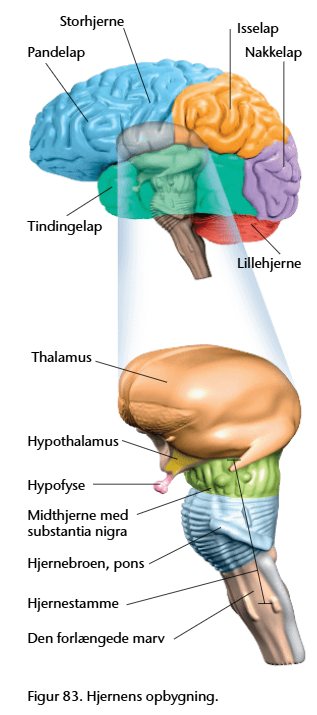 Storhjerne
Isselap
Pandelap
Nakkelap
Tindingelap
Lillehjerne
Thalamus
Hypothalamus
Hypofyse
Midthjerne med
substantia nigra
Hjernebroen, pons
Hjernestamme
Den forlængede marv
Figur 83. Hjernens opbygning.